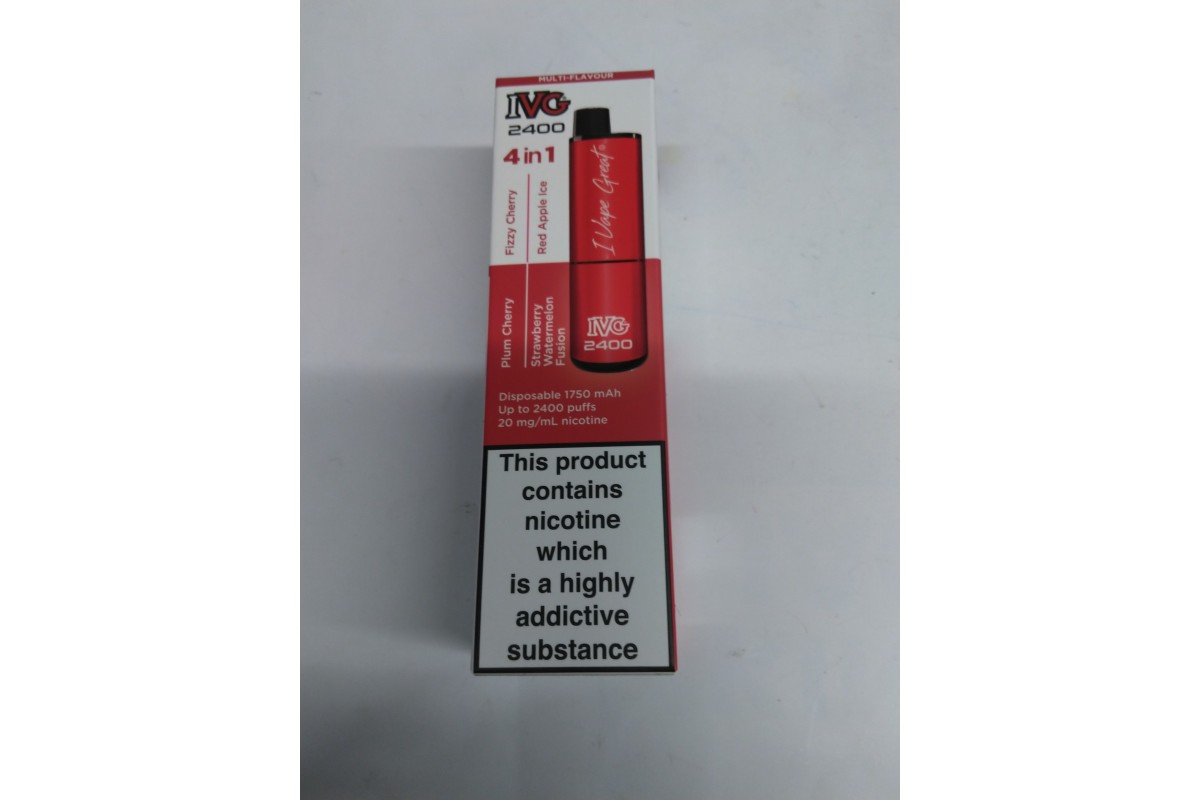 MULTI-FLAVOUR
IVG
2400
4 in 1
Fizzy Cherry
Red Apple Ice
Plum Cherry
Strawberry
Watermelon
Fusion
I Vape Great®
IVG
2400
Disposable 1750 mAh
Up to 2400 puffs
20 mg/mL nicotine
This product
contains
nicotine
which
is a highly
addictive
substance